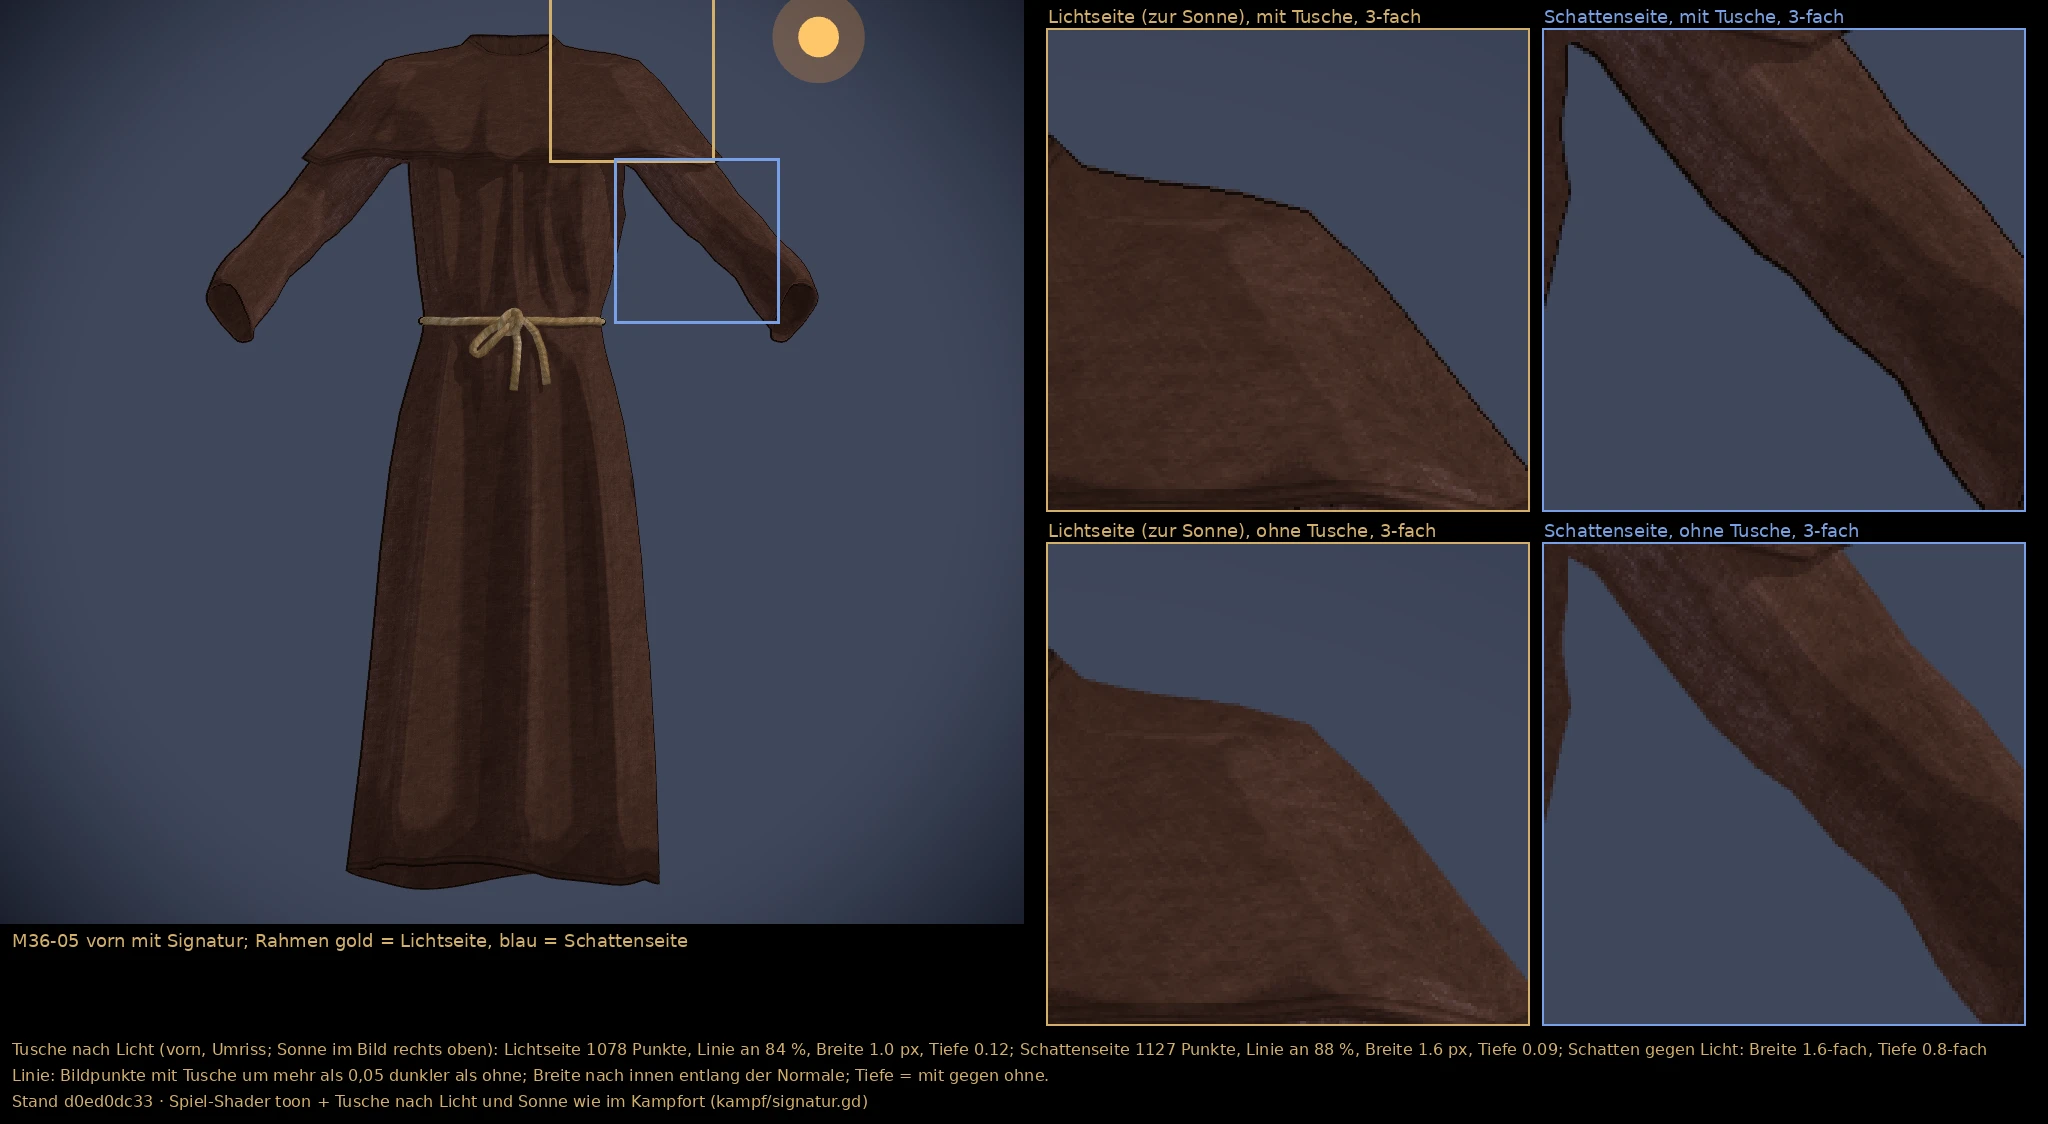 Lichtseite (zur Sonne), mit Tusche, 3-fach
Schattenseite, mit Tusche, 3-fach
Lichtseite (zur Sonne), ohne Tusche, 3-fach
Schattenseite, ohne Tusche, 3-fach
M36-05 vorn mit Signatur; Rahmen gold = Lichtseite, blau = Schattenseite
Tusche nach Licht (vorn, Umriss; Sonne im Bild rechts oben): Lichtseite 1078 Punkte, Linie an 84 %, Breite 1.0 px, Tiefe 0.12; Schattenseite 1127 Punkte, Linie an 88 %, Breite 1.6 px, Tiefe 0.09; Schatten gegen Licht: Breite 1.6-fach, Tiefe 0.8-fach
Linie: Bildpunkte mit Tusche um mehr als 0,05 dunkler als ohne; Breite nach innen entlang der Normale; Tiefe = mit gegen ohne.
Stand d0ed0dc33 · Spiel-Shader toon + Tusche nach Licht und Sonne wie im Kampfort (kampf/signatur.gd)